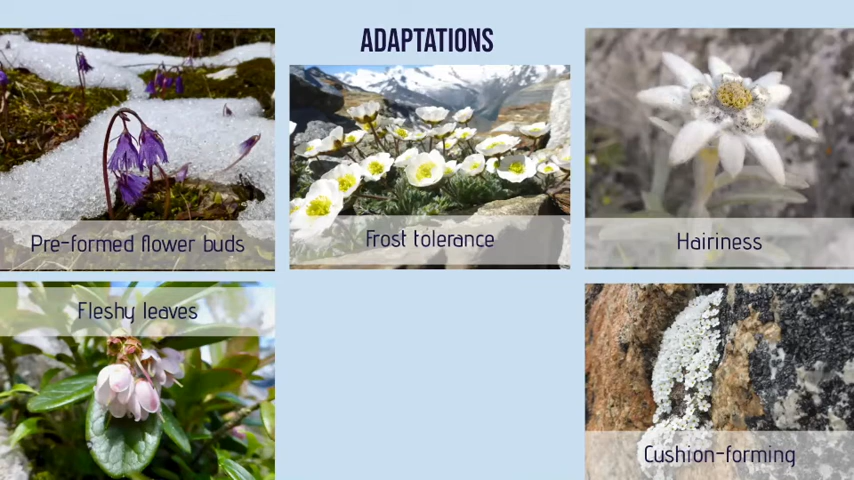 ADAPTATIONS
Pre-formed flower buds
Frost tolerance
Hairiness
Fleshy leaves
Cushion-forming